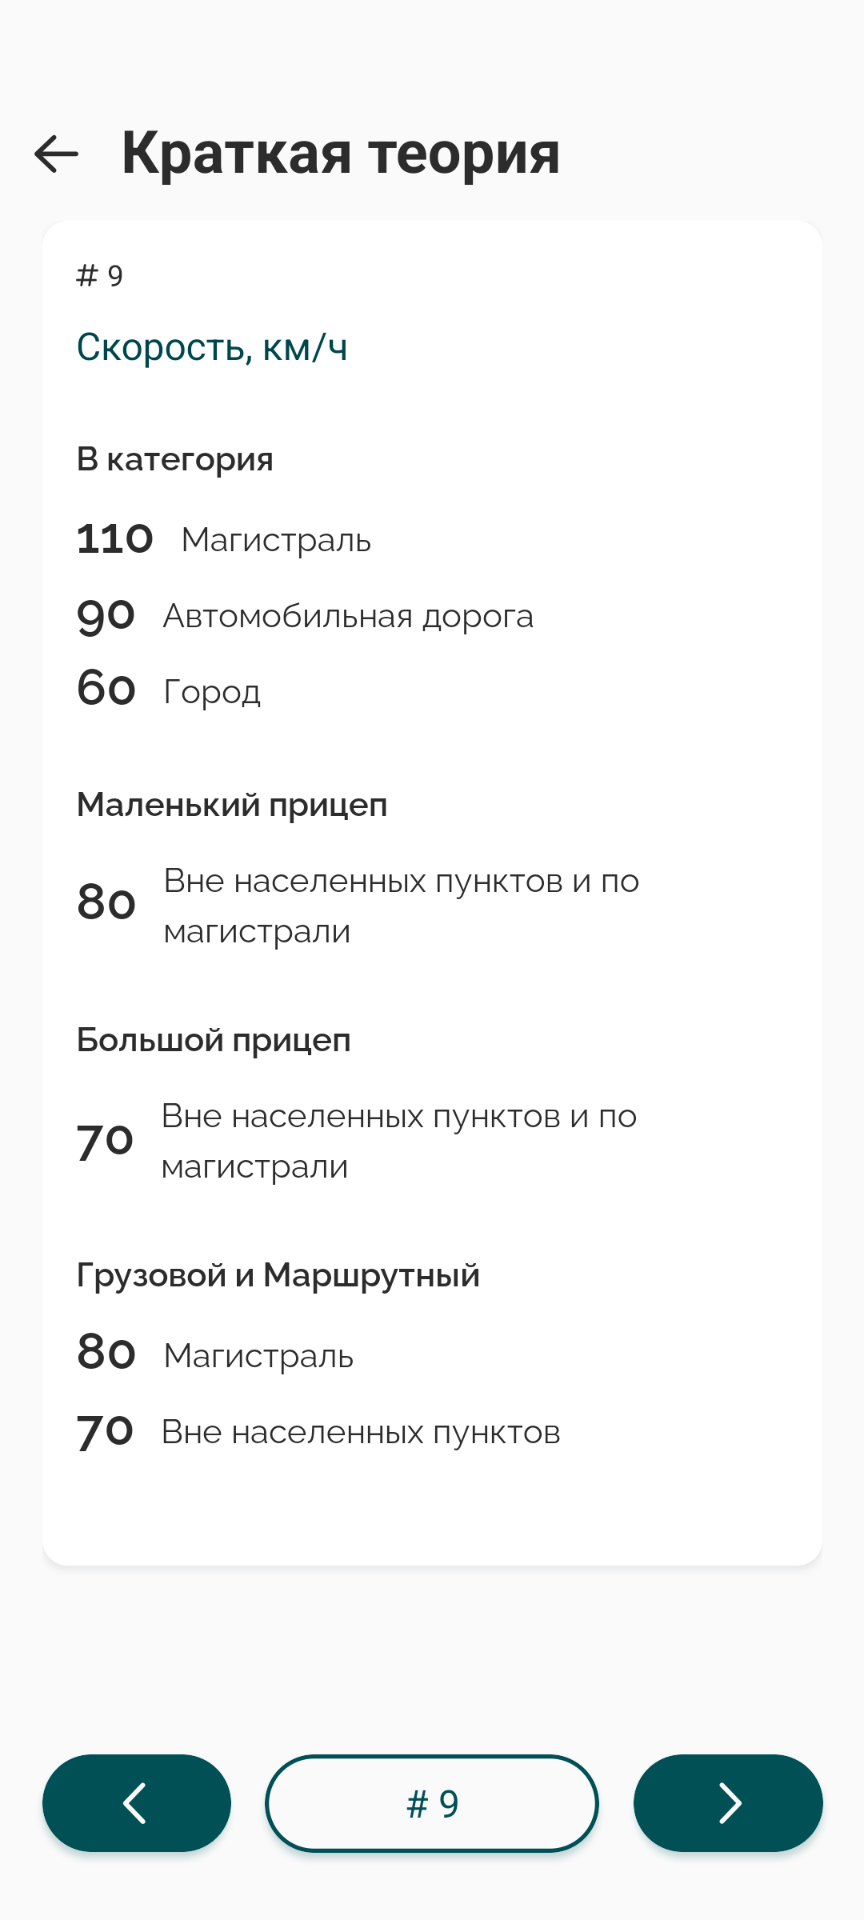 Краткая теория
# 9
Скорость, км/ч
В категория
110 Магистраль
90 Автомобильная дорога
60 Город
Маленький прицеп
80 Вне населенных пунктов и по
магистрали
Большой прицеп
70 Вне населенных пунктов и по
магистрали
Грузовой и Маршрутный
80 Магистраль
70 Вне населенных пунктов
# 9